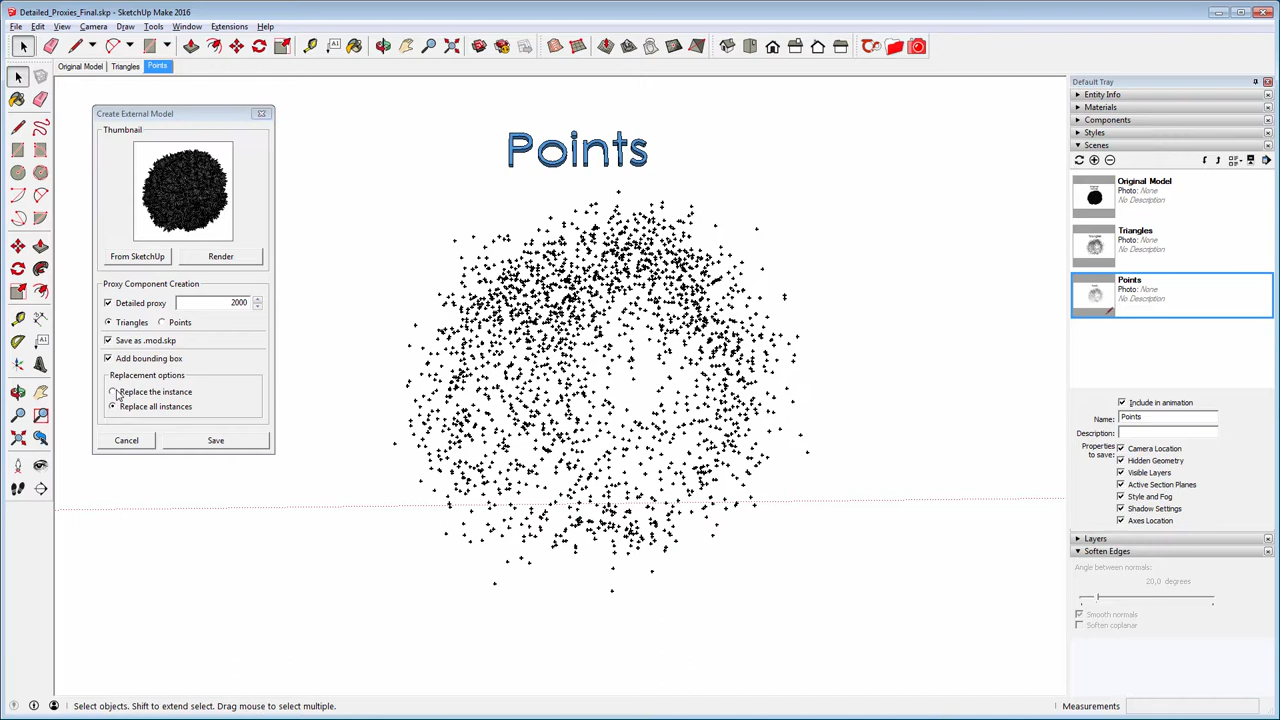 Detailed_Proxies_Final.skp - SketchUp Make 2016
File Edit View Camera Draw Tools Window Extensions Help
Original Model Triangles Points
Create External Model
Thumbnail
From SketchUp Render
Proxy Component Creation
Detailed proxy 2000
Triangles Points
Save as .mod.skp
Add bounding box
Replacement options
Replace the instance
Replace all instances
Cancel Save
Points
Default Tray
Entity Info
Materials
Components
Styles
Scenes
Original Model
Photo: None
No Description
Triangles
Photo: None
No Description
Points
Photo: None
No Description
Include in animation
Name: Points
Description:
Properties to save:
Camera Location
Hidden Geometry
Visible Layers
Active Section Planes
Style and Fog
Shadow Settings
Axes Location
Layers
Soften Edges
Angle between normals:
20,0 degrees
Smooth normals
Soften coplanar
Select objects. Shift to extend select. Drag mouse to select multiple.
Measurements